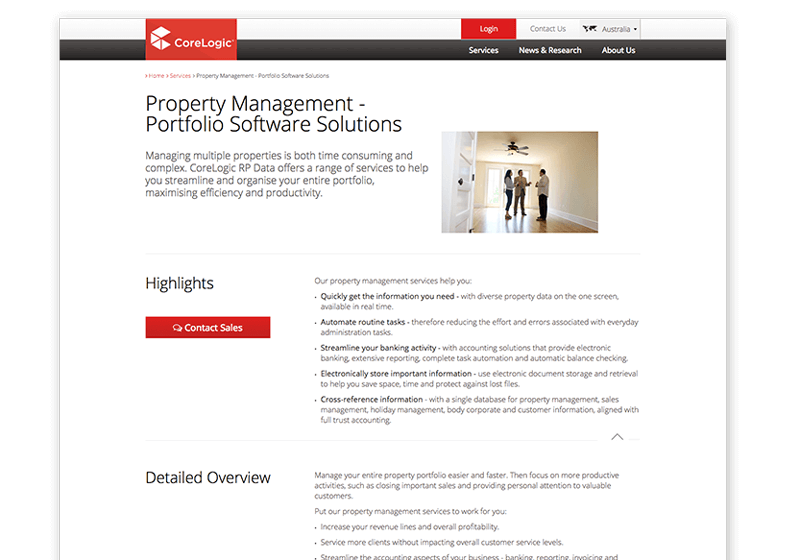 CoreLogic
Login
Contact Us
Australia
Services
News & Research
About Us
Home › Services › Property Management - Portfolio Software Solutions
Property Management -
Portfolio Software Solutions
Managing multiple properties is both time consuming and
complex. CoreLogic RP Data offers a range of services to help
you streamline and organise your entire portfolio,
maximising efficiency and productivity.
Highlights
Contact Sales
Our property management services help you:
• Quickly get the information you need - with diverse property data on the one screen,
available in real time.
• Automate routine tasks - therefore reducing the effort and errors associated with everyday
administration tasks.
• Streamline your banking activity - with accounting solutions that provide electronic
banking, extensive reporting, complete task automation and automatic balance checking.
• Electronically store important information - use electronic document storage and retrieval
to help you save space, time and protect against lost files.
• Cross-reference information - with a single database for property management, sales
management, holiday management, body corporate and customer information, aligned with
full trust accounting.
Detailed Overview
Manage your entire property portfolio easier and faster. Then focus on more productive
activities, such as closing important sales and providing personal attention to valuable
customers.
Put our property management services to work for you:
• Increase your revenue lines and overall profitability.
• Service more clients without impacting overall customer service levels.
• Streamline the accounting aspects of your business - banking, reporting, invoicing and